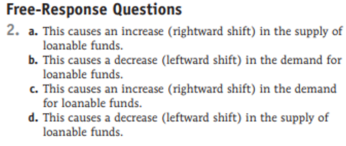 Free-Response Questions
2. a. This causes an increase (rightward shift) in the supply of
loanable funds.
b. This causes a decrease (leftward shift) in the demand for
loanable funds.
c. This causes an increase (rightward shift) in the demand
for loanable funds.
d. This causes a decrease (leftward shift) in the supply of
loanable funds.